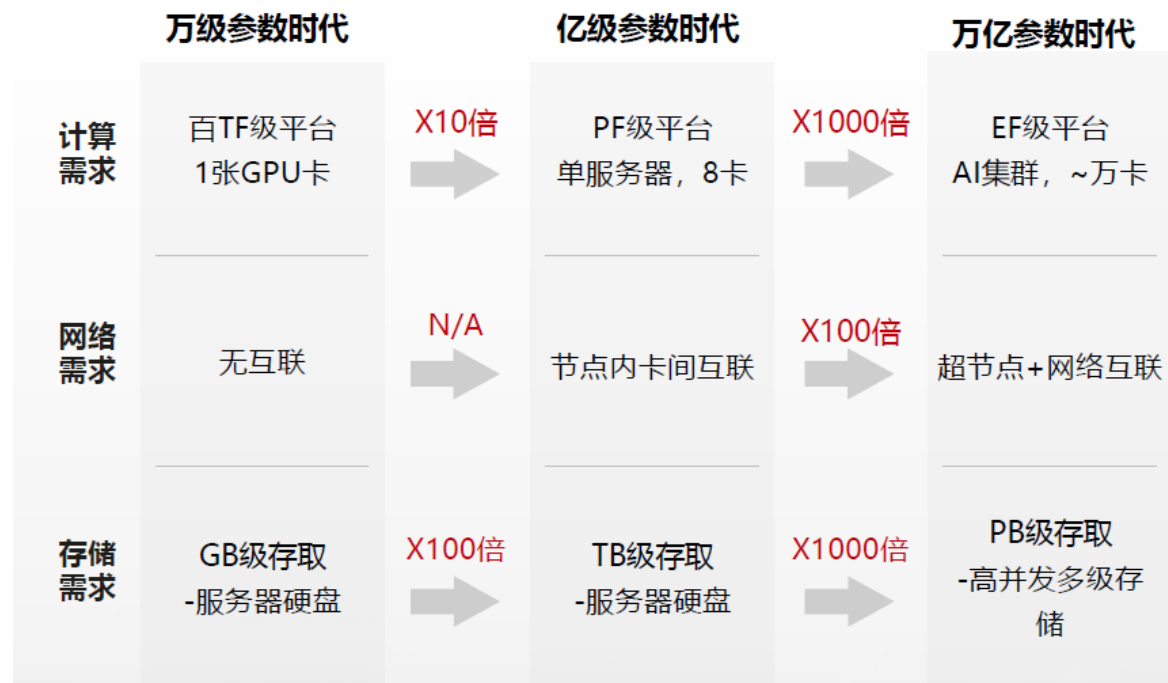 万级参数时代
亿级参数时代
万亿参数时代
计算
需求
百TF级平台
1张GPU卡
X10倍
PF级平台
单服务器，8卡
X1000倍
EF级平台
AI集群，~万卡
网络
需求
无互联
N/A
节点内卡间互联
X100倍
超节点+网络互联
存储
需求
GB级存取
-服务器硬盘
X100倍
TB级存取
-服务器硬盘
X1000倍
PB级存取
-高并发多级存
储